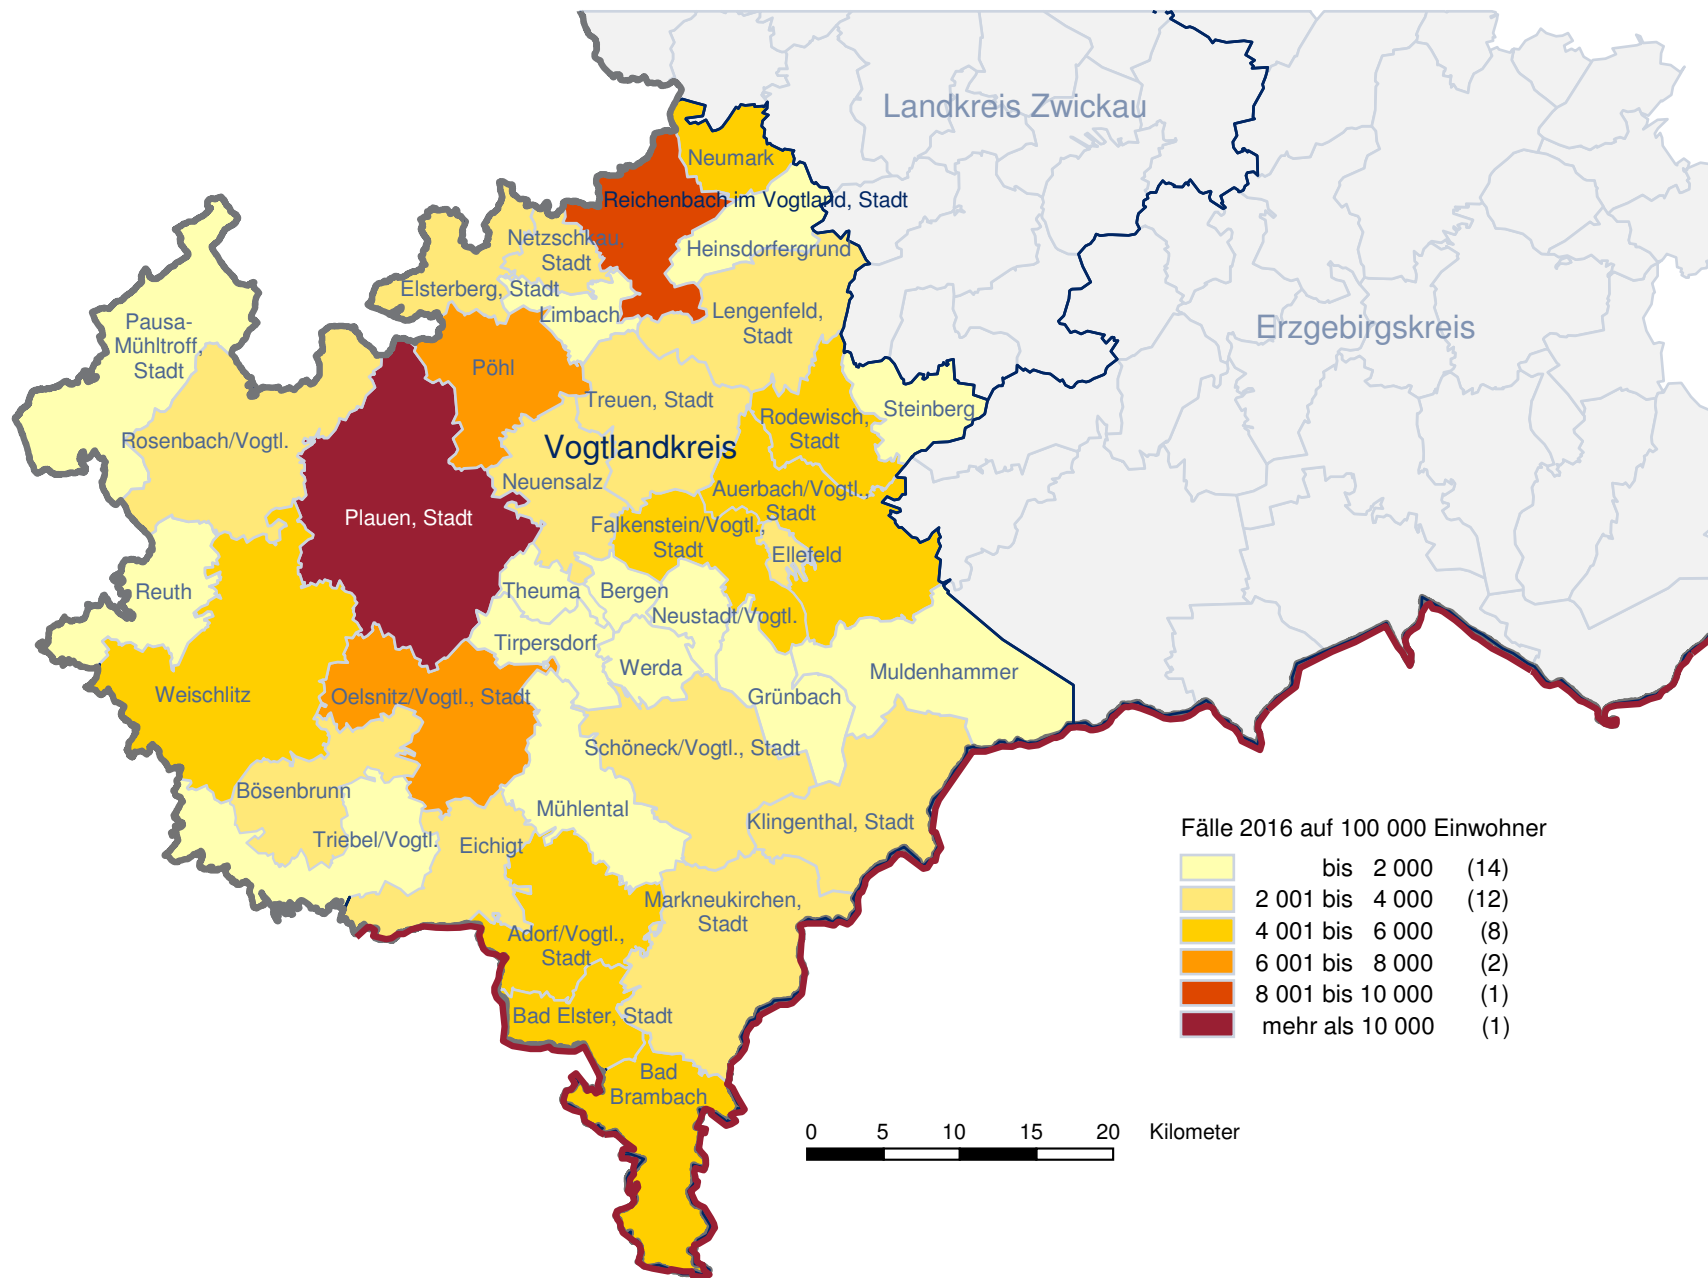 Landkreis Zwickau
Neumark
Reichenbach im Vogtland, Stadt
Netzschkau,
Stadt
Heinsdorfergrund
Elsterberg, Stadt
Limbach
Lengenfeld,
Stadt
Pausa-
Mühltroff,
Stadt
Erzgebirgskreis
Pöhl
Treuen, Stadt
Steinberg
Rodewisch,
Stadt
Rosenbach/Vogtl.
Vogtlandkreis
Neuensalz
Auerbach/Vogtl.,
Stadt
Plauen, Stadt
Falkenstein/Vogtl.,
Stadt
Ellefeld
Reuth
Theuma
Bergen
Neustadt/Vogtl.
Tirpersdorf
Werda
Muldenhammer
Weischlitz
Oelsnitz/Vogtl., Stadt
Grünbach
Schöneck/Vogtl., Stadt
Bösenbrunn
Mühlental
Klingenthal, Stadt
Triebel/Vogtl.
Eichigt
Markneukirchen,
Stadt
Adorf/Vogtl.,
Stadt
Bad Elster, Stadt
Bad
Brambach
Fälle 2016 auf 100 000 Einwohner
bis 2 000 (14)
2 001 bis 4 000 (12)
4 001 bis 6 000 (8)
6 001 bis 8 000 (2)
8 001 bis 10 000 (1)
mehr als 10 000 (1)
0 5 10 15 20 Kilometer